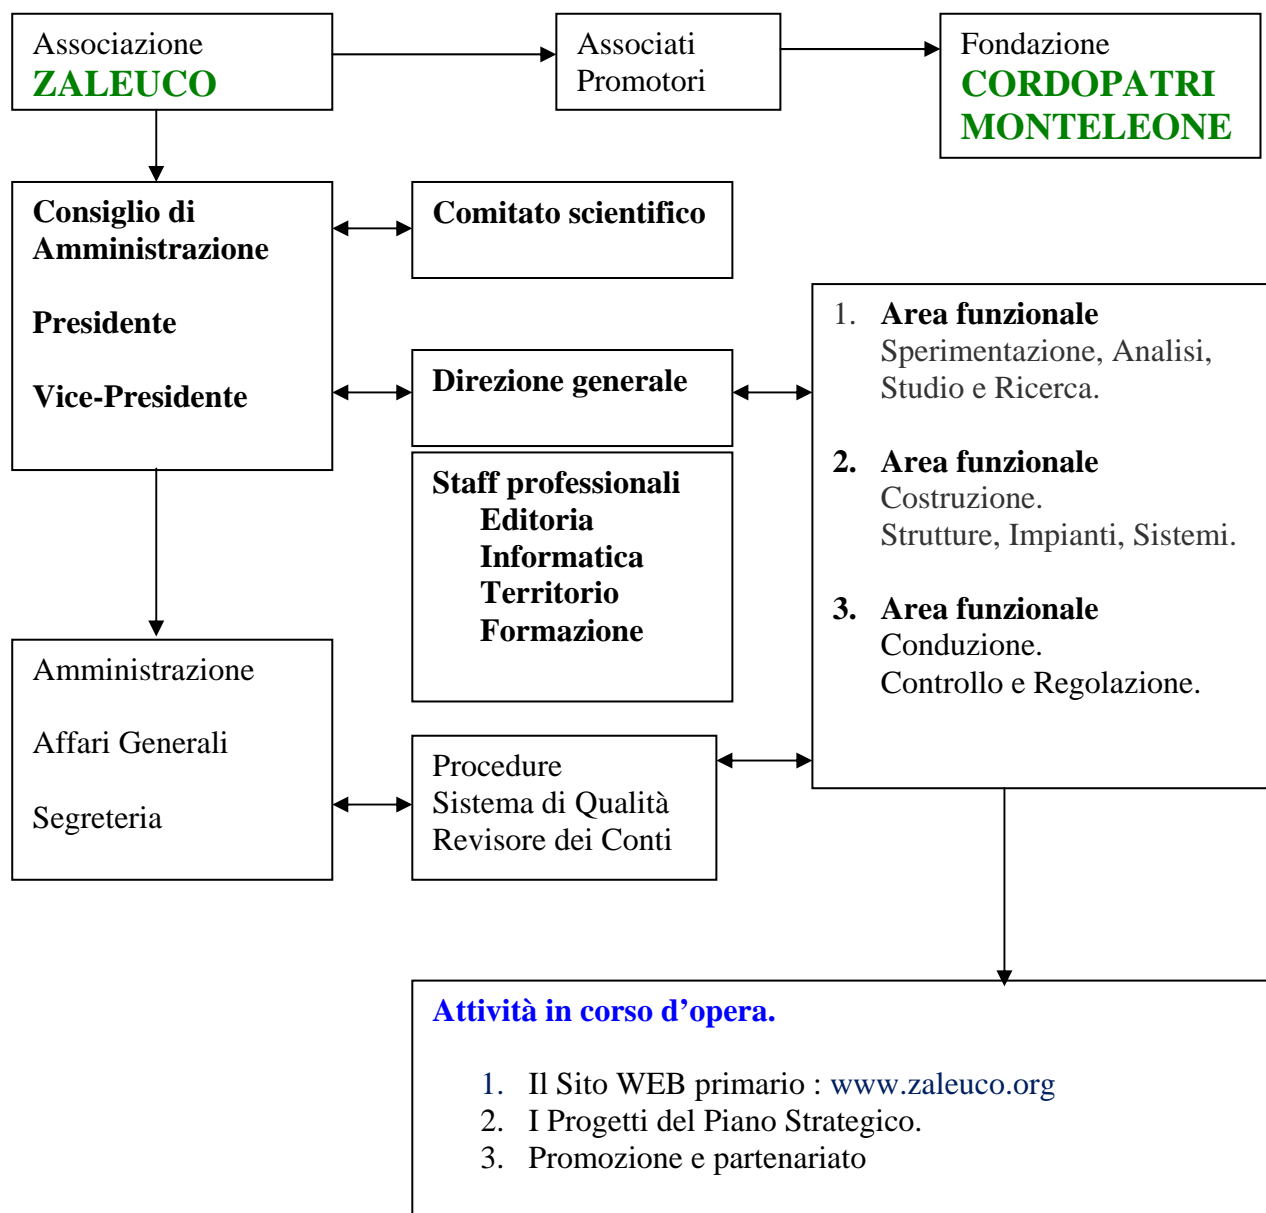 Associazione
ZALEUCO
Associati
Promotori
Fondazione
CORDOPATRI
MONTELEONE
Consiglio di
Amministrazione
Presidente
Vice-Presidente
Comitato scientifico
Direzione generale
Staff professionali
Editoria
Informatica
Territorio
Formazione
1. Area funzionale
Sperimentazione, Analisi,
Studio e Ricerca.
2. Area funzionale
Costruzione.
Strutture, Impianti, Sistemi.
3. Area funzionale
Conduzione.
Controllo e Regolazione.
Amministrazione
Affari Generali
Segreteria
Procedure
Sistema di Qualità
Revisore dei Conti
Attività in corso d’opera.
1. Il Sito WEB primario : www.zaleuco.org
2. I Progetti del Piano Strategico.
3. Promozione e partenariato